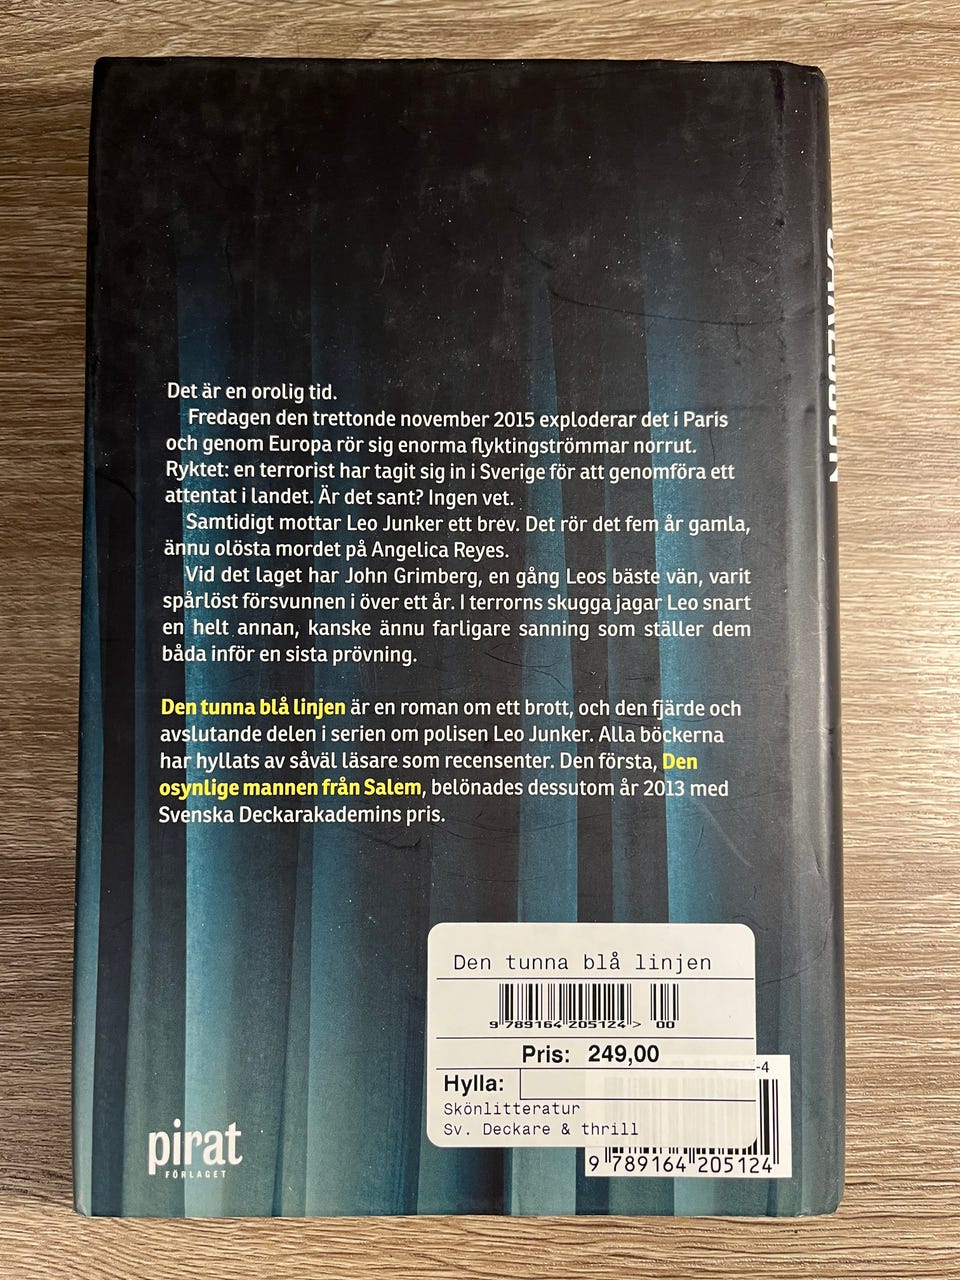 Det är en orolig tid.
Fredagen den trettonde november 2015 exploderar det i Paris
och genom Europa rör sig enorma flyktingströmmar norrut.
Ryktet: en terrorist har tagit sig in i Sverige för att genomföra ett
attentat i landet. Är det sant? Ingen vet.
Samtidigt mottar Leo Junker ett brev. Det rör det fem år gamla,
ännu olösta mordet på Angelica Reyes.
Vid det laget har John Grimberg, en gång Leos bäste vän, varit
spårlöst försvunnen i över ett år. I terrorns skugga jagar Leo snart
en helt annan, kanske ännu farligare sanning som ställer dem
båda inför en sista prövning.
Den tunna blå linjen är en roman om ett brott, och den fjärde och
avslutande delen i serien om polisen Leo Junker. Alla böckerna
har hyllats av såväl läsare som recensenter. Den första, Den
osynlige mannen från Salem, belönades dessutom år 2013 med
Svenska Deckarakademins pris.
Den tunna blå linjen
9 789164 205124 > 00
Pris: 249,00
-4
Hylla:
Skönlitteratur
Sv. Deckare & thrill
9 789164 205124
pirat
FÖRLAGET